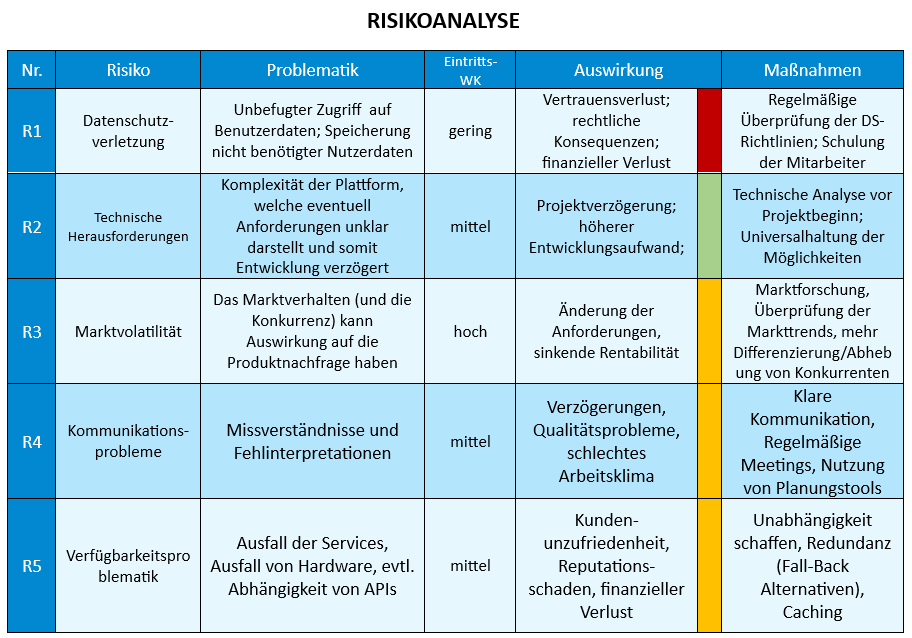 RISIKOANALYSE
Nr.
Risiko
Problematik
Eintritts-
WK
Auswirkung
Maßnahmen
R1
Datenschutz-
verletzung
Unbefugter Zugriff auf
Benutzerdaten; Speicherung
nicht benötigter Nutzerdaten
gering
Vertrauensverlust;
rechtliche
Konsequenzen;
finanzieller Verlust
Regelmäßige
Überprüfung der DS-
Richtlinien; Schulung
der Mitarbeiter
R2
Technische
Herausforderungen
Komplexität der Plattform,
welche eventuell
Anforderungen unklar
darstellt und somit
Entwicklung verzögert
mittel
Projektverzögerung;
höherer
Entwicklungsaufwand;
Technische Analyse vor
Projektbeginn;
Universalhaltung der
Möglichkeiten
R3
Marktvolatilität
Das Marktverhalten (und die
Konkurrenz) kann
Auswirkung auf die
Produktnachfrage haben
hoch
Änderung der
Anforderungen,
sinkende Rentabilität
Marktforschung,
Überprüfung der
Markttrends, mehr
Differenzierung/Abheb
ung von Konkurrenten
R4
Kommunikations-
probleme
Missverständnisse und
Fehlinterpretationen
mittel
Verzögerungen,
Qualitätsprobleme,
schlechtes
Arbeitsklima
Klare
Kommunikation,
Regelmäßige
Meetings, Nutzung
von Planungstools
R5
Verfügbarkeitspro
blematik
Ausfall der Services,
Ausfall von Hardware, evtl.
Abhängigkeit von APIs
mittel
Kunden-
unzufriedenheit,
Reputations-
schaden, finanzieller
Verlust
Unabhängigkeit
schaffen, Redundanz
(Fall-Back
Alternativen),
Caching